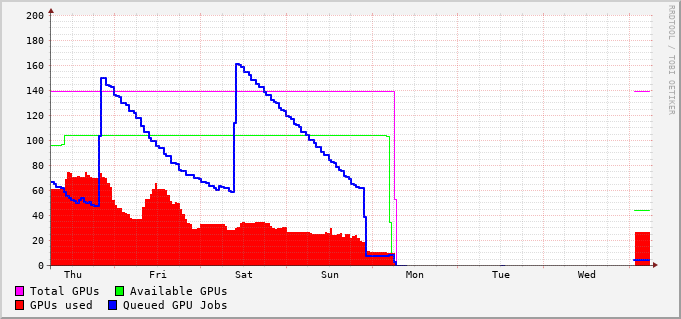 200
180
160
140
120
100
80
60
40
20
0
Thu Fri Sat Sun Mon Tue Wed
Total GPUs Available GPUs
GPUs used Queued GPU Jobs
RRDTOOL / TOBI OETIKER